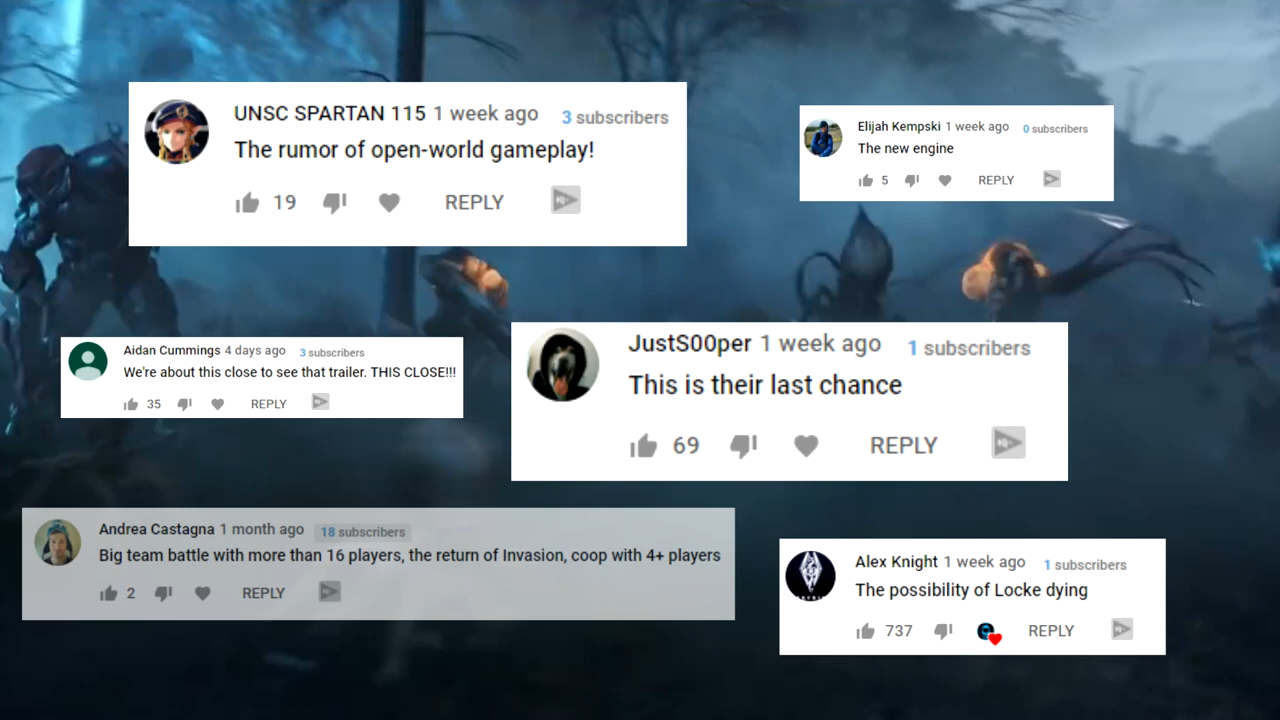 UNSC SPARTAN 115 1 week ago 3 subscribers
The rumor of open-world gameplay!
19 REPLY
Elijah Kempski 1 week ago 0 subscribers
The new engine
5 REPLY
Aidan Cummings 4 days ago 3 subscribers
We're about this close to see that trailer. THIS CLOSE!!!
35 REPLY
JustS00per 1 week ago 1 subscribers
This is their last chance
69 REPLY
Andrea Castagna 1 month ago 18 subscribers
Big team battle with more than 16 players, the return of Invasion, coop with 4+ players
2 REPLY
Alex Knight 1 week ago 1 subscribers
The possibility of Locke dying
737 REPLY